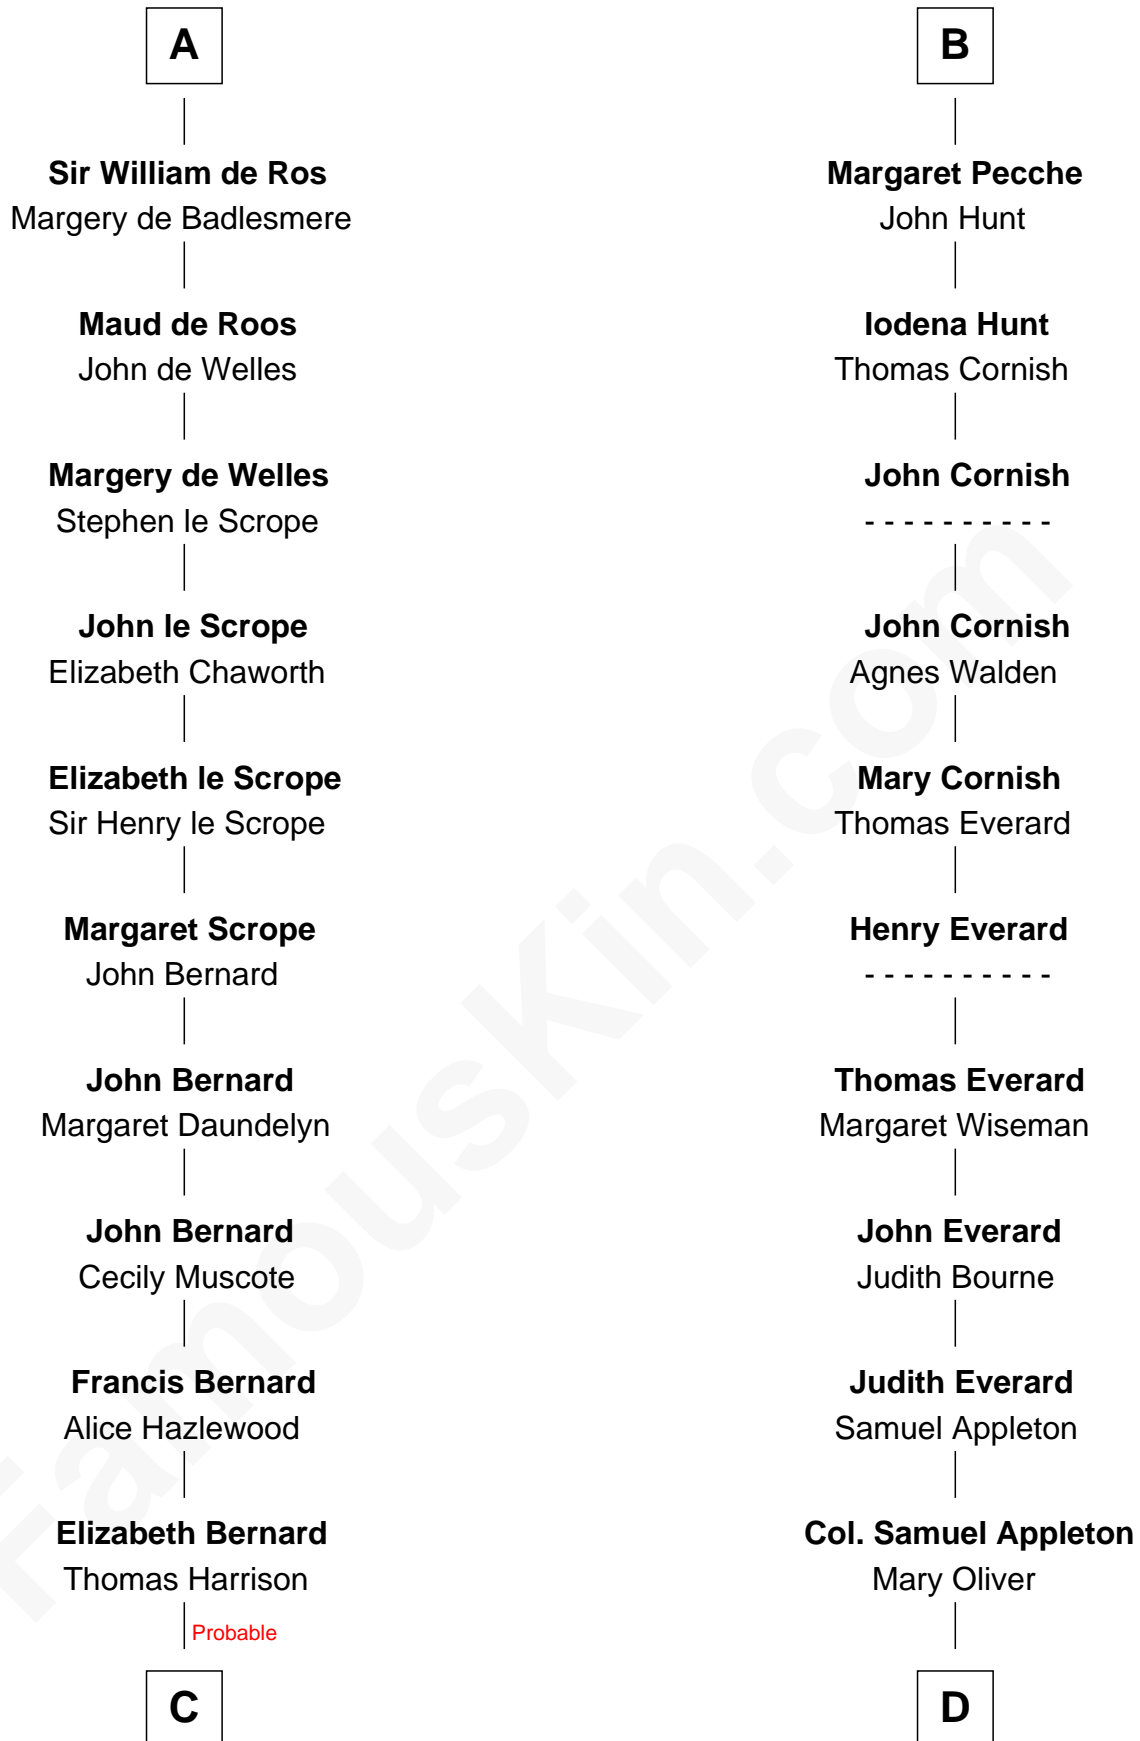 A
Sir William de Ros
Margery de Badlesmere
Maud de Roos
John de Welles
Margery de Welles
Stephen le Scrope
John le Scrope
Elizabeth Chaworth
Elizabeth le Scrope
Sir Henry le Scrope
Margaret Scrope
John Bernard
John Bernard
Margaret Daundelyn
John Bernard
Cecily Muscote
Francis Bernard
Alice Hazlewood
Elizabeth Bernard
Thomas Harrison
Probable
C
B
Margaret Pecche
John Hunt
Iodena Hunt
Thomas Cornish
John Cornish
- - - - - - - - - -
John Cornish
Agnes Walden
Mary Cornish
Thomas Everard
Henry Everard
- - - - - - - - - -
Thomas Everard
Margaret Wiseman
John Everard
Judith Bourne
Judith Everard
Samuel Appleton
Col. Samuel Appleton
Mary Oliver
D
FamousKin.com